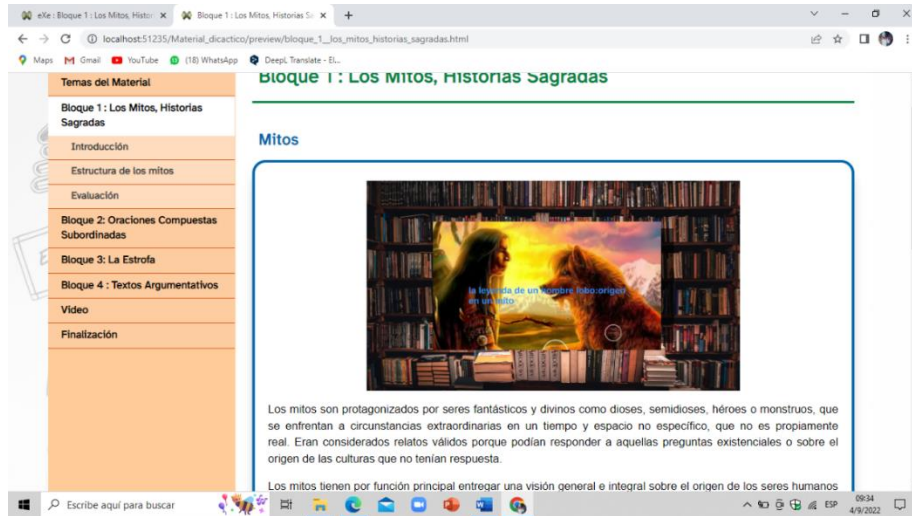 eXe : Bloque 1 : Los Mitos, Histor
Bloque 1 : Los Mitos, Historias Sa
localhost:51235/Material_dicactico/preview/bloque_1__los_mitos_historias_sagradas.html
Maps
Gmail
YouTube
(18) WhatsApp
DeepL Translate - El...
Temas del Material
Bloque 1 : Los Mitos, Historias
Sagradas
Introducción
Estructura de los mitos
Evaluación
Bloque 2: Oraciones Compuestas
Subordinadas
Bloque 3: La Estrofa
Bloque 4 : Textos Argumentativos
Video
Finalización
Bloque 1 : Los Mitos, Historias Sagradas
Mitos
la leyenda de un hombre lobo:origen
en un mito
Los mitos son protagonizados por seres fantásticos y divinos como dioses, semidioses, héroes o monstruos, que
se enfrentan a circunstancias extraordinarias en un tiempo y espacio no específico, que no es propiamente
real. Eran considerados relatos válidos porque podían responder a aquellas preguntas existenciales o sobre el
origen de las culturas que no tenían respuesta.
Los mitos tienen por función principal entregar una visión general e integral sobre el origen de los seres humanos
Escribe aquí para buscar
ESP
09:34
4/9/2022